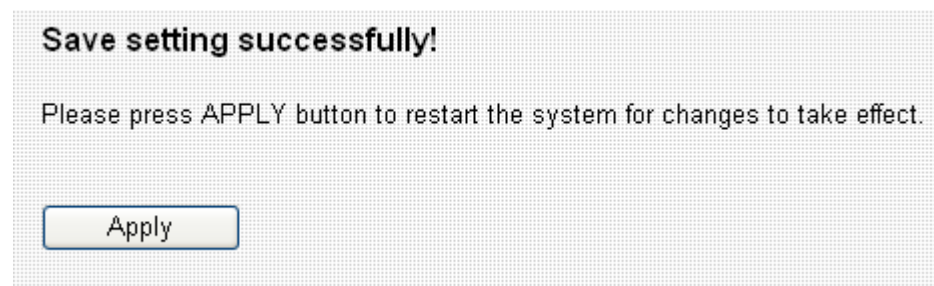 Save setting successfully!
Please press APPLY button to restart the system for changes to take effect.
Apply